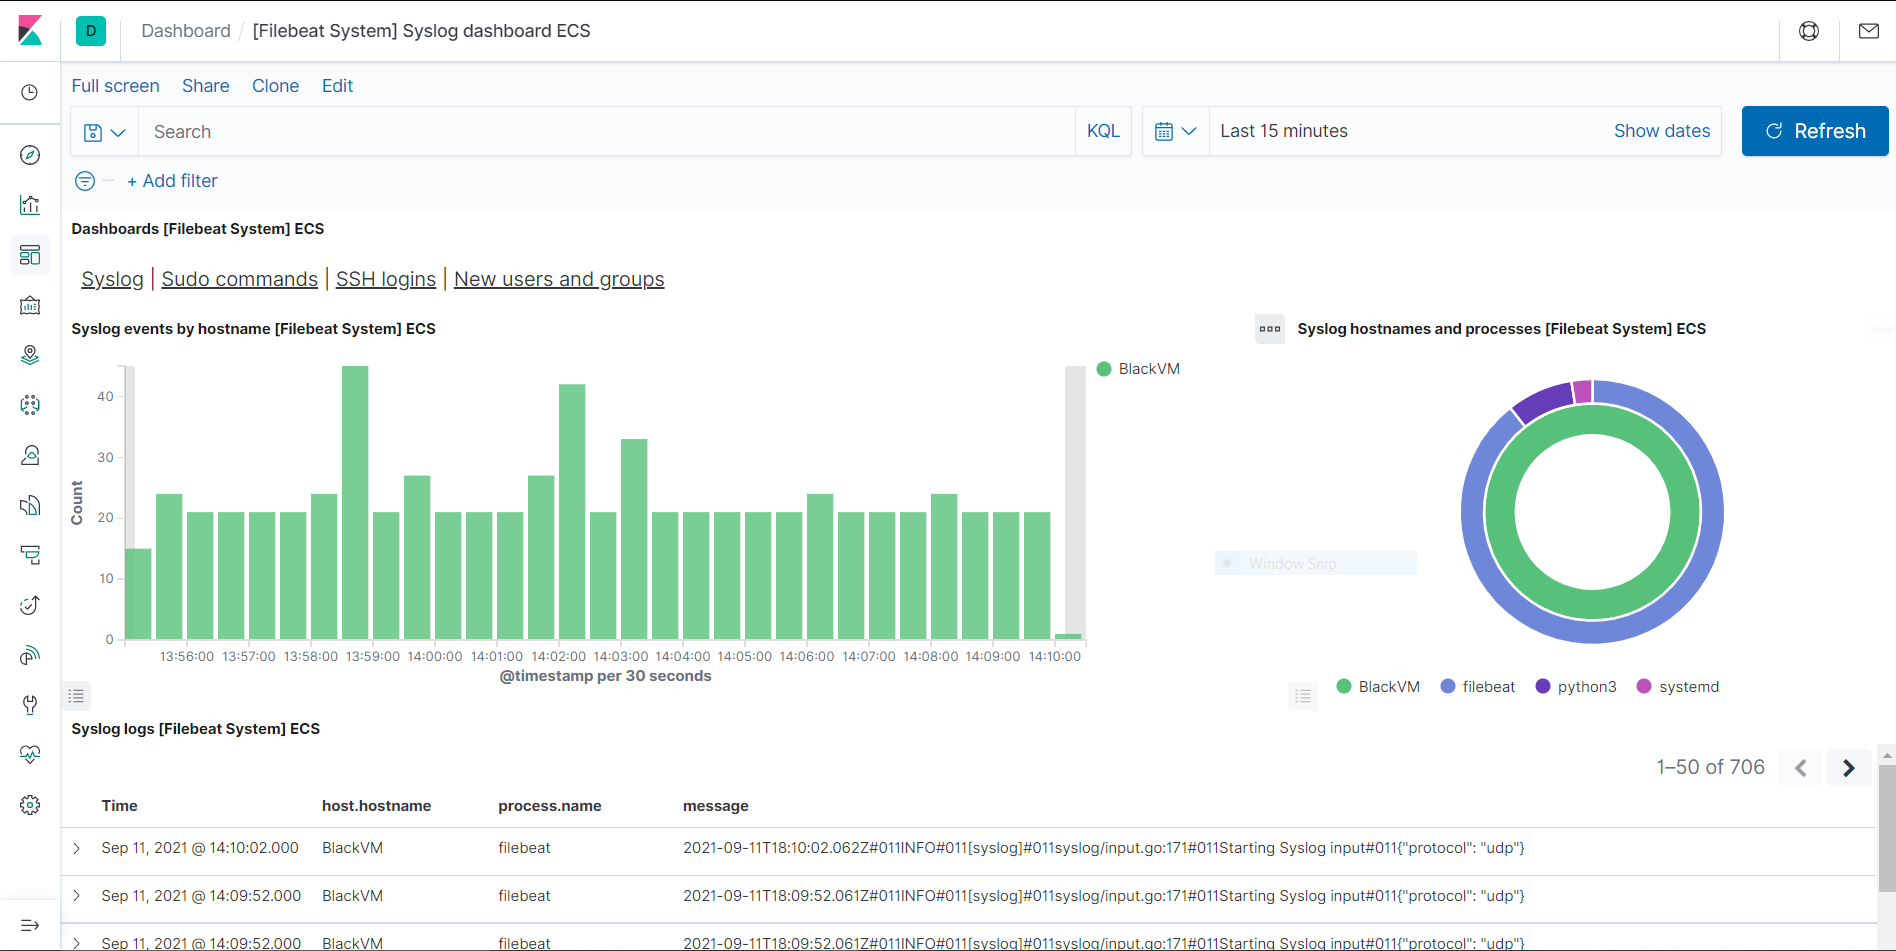 D Dashboard / [Filebeat System] Syslog dashboard ECS
Full screen Share Clone Edit
Search KQL Last 15 minutes Show dates Refresh
+ Add filter
Dashboards [Filebeat System] ECS
Syslog | Sudo commands | SSH logins | New users and groups
Syslog events by hostname [Filebeat System] ECS
BlackVM
40
30
20
10
0
Count
13:56:00 13:57:00 13:58:00 13:59:00 14:00:00 14:01:00 14:02:00 14:03:00 14:04:00 14:05:00 14:06:00 14:07:00 14:08:00 14:09:00 14:10:00
@timestamp per 30 seconds
Syslog hostnames and processes [Filebeat System] ECS
Window Snip
BlackVM filebeat python3 systemd
Syslog logs [Filebeat System] ECS
1–50 of 706
Time host.hostname process.name message
Sep 11, 2021 @ 14:10:02.000 BlackVM filebeat 2021-09-11T18:10:02.062Z#011INFO#011[syslog]#011syslog/input.go:171#011Starting Syslog input#011{"protocol": "udp"}
Sep 11, 2021 @ 14:09:52.000 BlackVM filebeat 2021-09-11T18:09:52.061Z#011INFO#011[syslog]#011syslog/input.go:171#011Starting Syslog input#011{"protocol": "udp"}
Sep 11, 2021 @ 14:09:52.000 BlackVM filebeat 2021-09-11T18:09:52.061Z#011INFO#011[syslog]#011syslog/input.go:171#011Starting Syslog input#011{"protocol": "udp"}